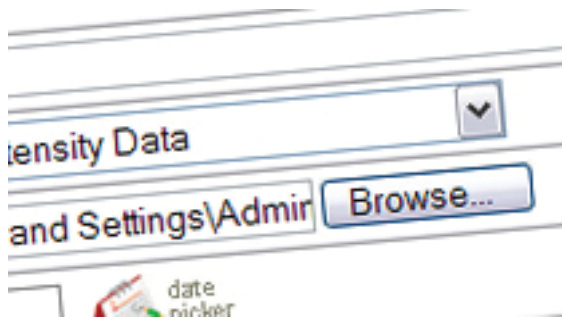 tensity Data
and Settings\Admin
Browse...
date
picker